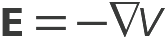 𝗘 = −∇V